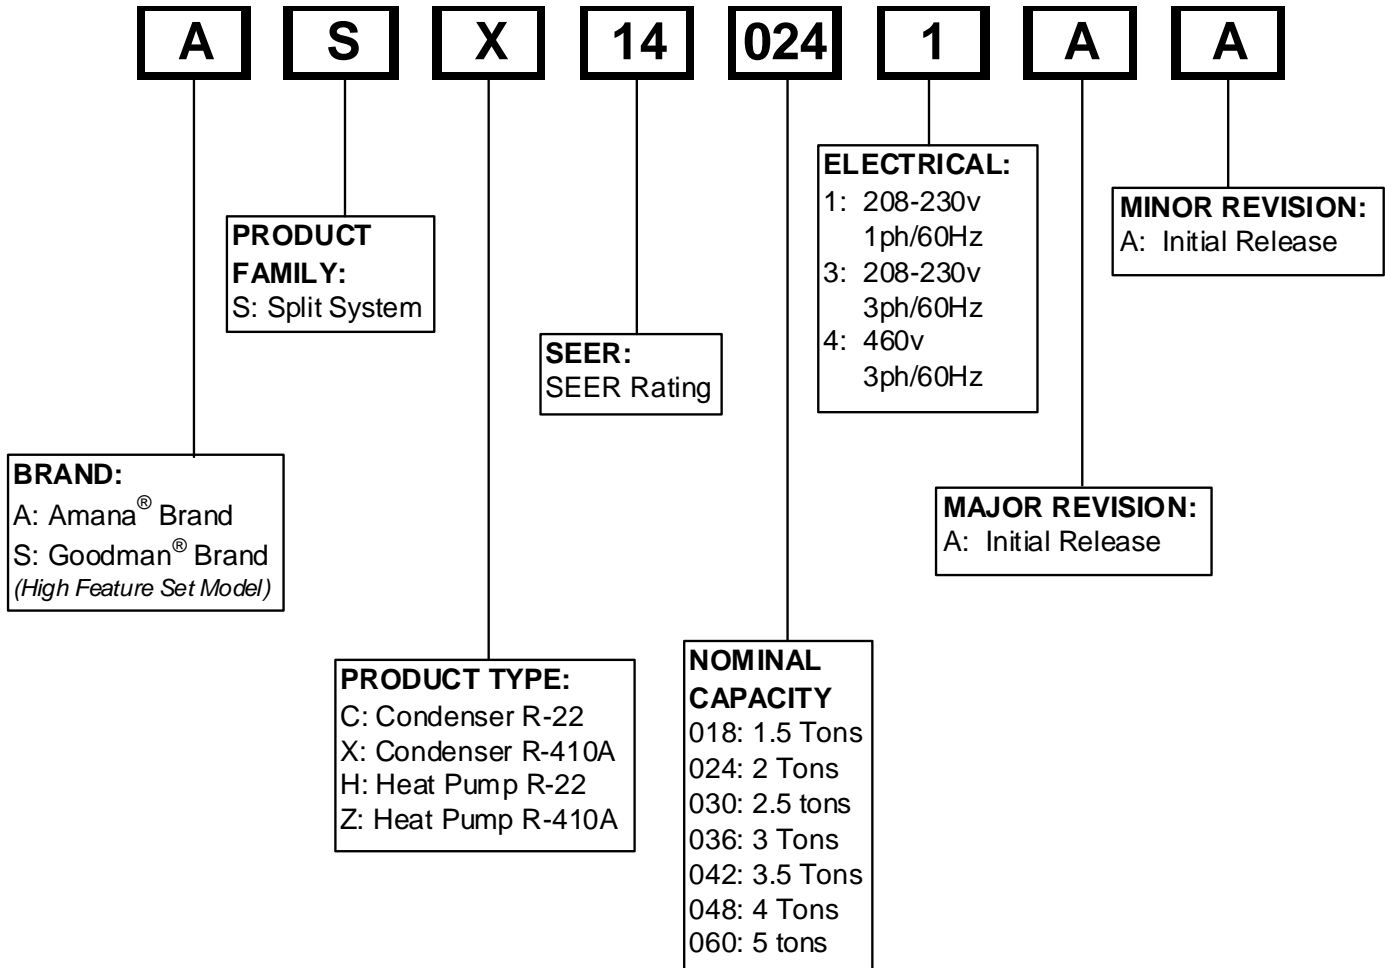 A S X 14 024 1 A A
ELECTRICAL:
1: 208-230v
1ph/60Hz
3: 208-230v
3ph/60Hz
4: 460v
3ph/60Hz
MINOR REVISION:
A: Initial Release
PRODUCT
FAMILY:
S: Split System
SEER:
SEER Rating
BRAND:
A: Amana® Brand
S: Goodman® Brand
(High Feature Set Model)
MAJOR REVISION:
A: Initial Release
PRODUCT TYPE:
C: Condenser R-22
X: Condenser R-410A
H: Heat Pump R-22
Z: Heat Pump R-410A
NOMINAL
CAPACITY
018: 1.5 Tons
024: 2 Tons
030: 2.5 tons
036: 3 Tons
042: 3.5 Tons
048: 4 Tons
060: 5 tons